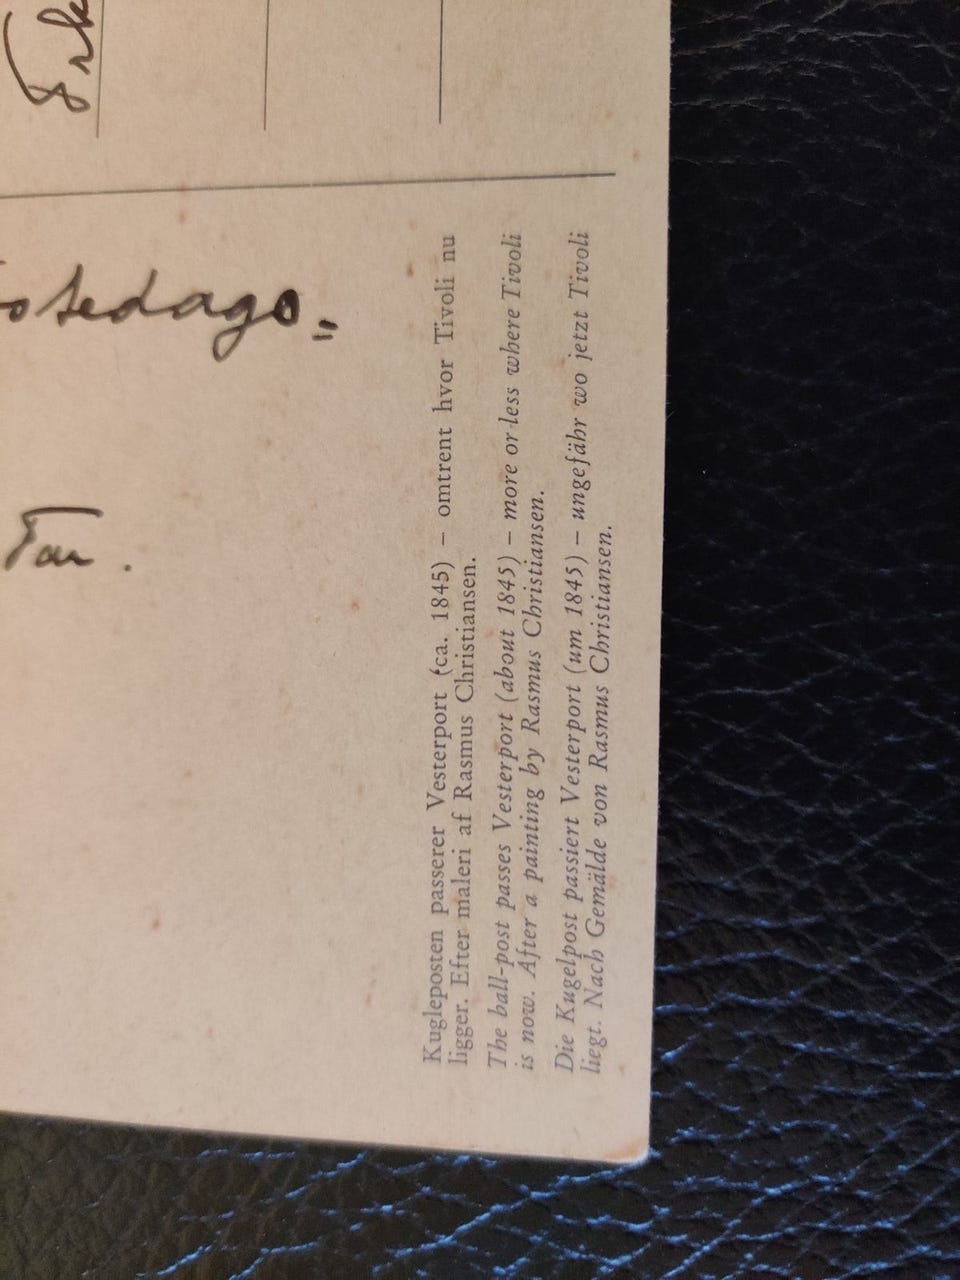 Frk
Far.
Kugleposten passerer Vesterport (ca. 1845) – omtrent hvor Tivoli nu
ligger. Efter maleri af Rasmus Christiansen.
The ball-post passes Vesterport (about 1845) – more or less where Tivoli
is now. After a painting by Rasmus Christiansen.
Die Kugelpost passiert Vesterport (um 1845) – ungefähr wo jetzt Tivoli
liegt. Nach Gemälde von Rasmus Christiansen.